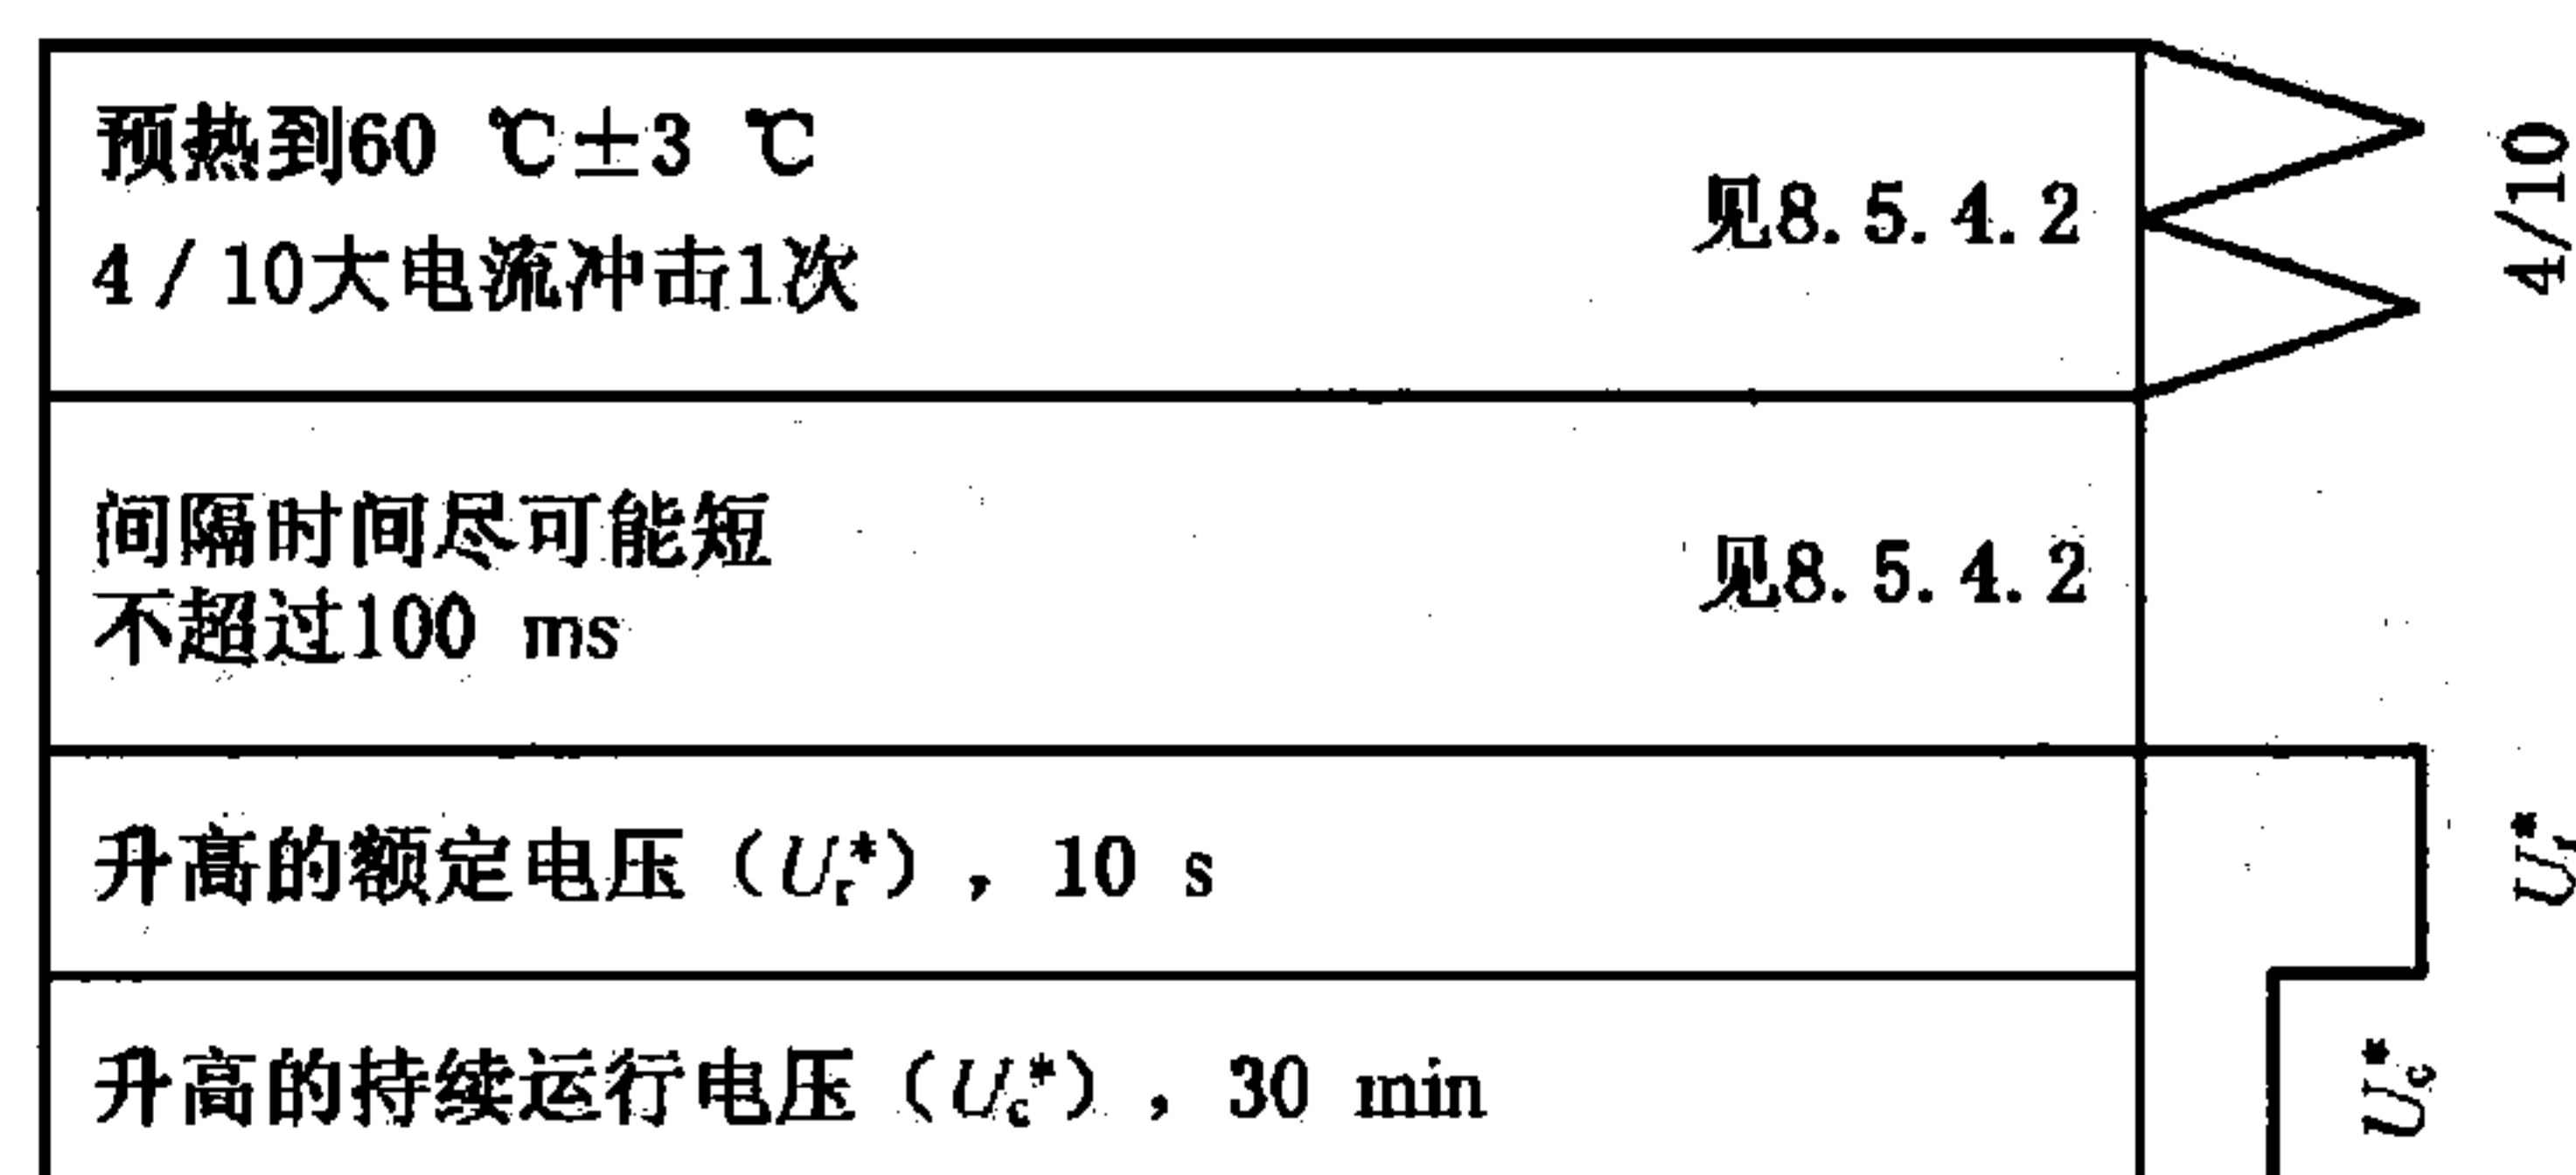 预热到60 ℃±3 ℃
4/10大电流冲击1次
见8.5.4.2
4/10
间隔时间尽可能短
不超过100 ms
见8.5.4.2
升高的额定电压（Ur*），10 s
Ur*
升高的持续运行电压（Uc*），30 min
Uc*